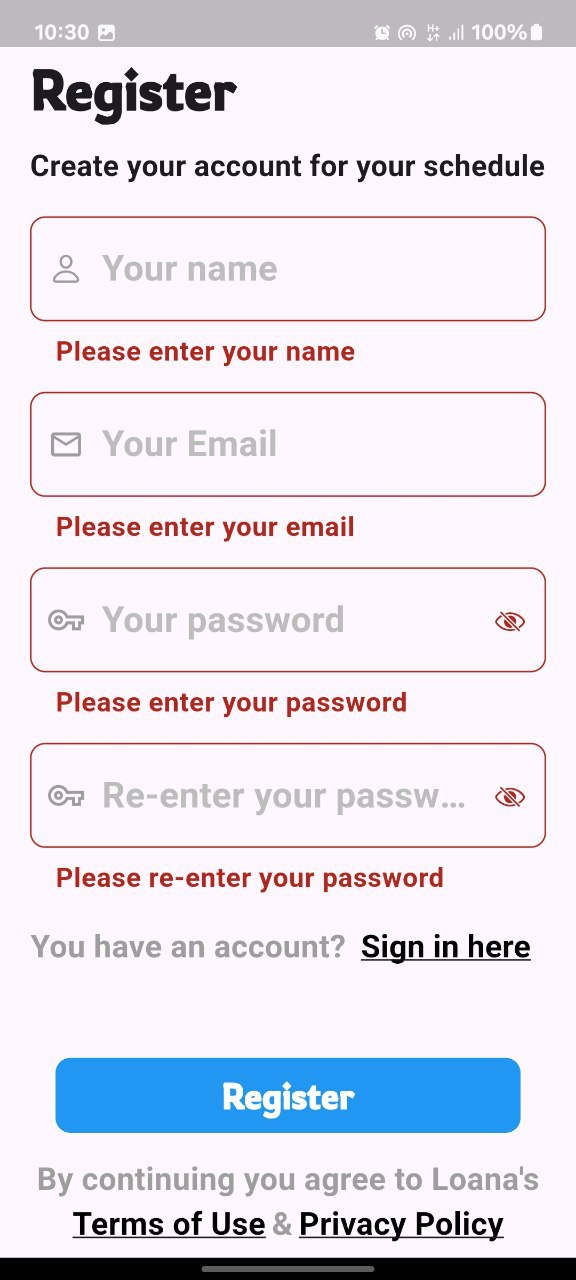 10:30 100%
Register
Create your account for your schedule
Your name
Please enter your name
Your Email
Please enter your email
Your password
Please enter your password
Re-enter your passw...
Please re-enter your password
You have an account? Sign in here
Register
By continuing you agree to Loana's
Terms of Use & Privacy Policy